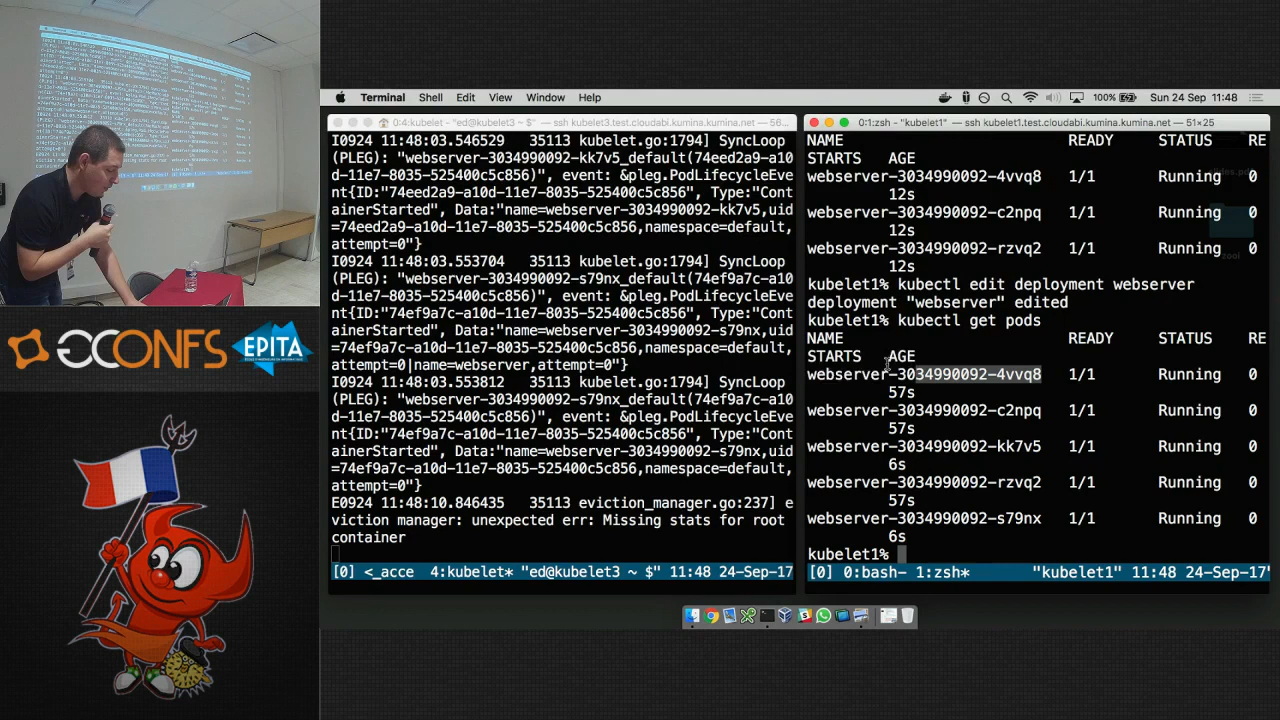 Terminal Shell Edit View Window Help 100% Sun 24 Sep 11:48
0:4:kubelet* - "ed@kubelet3 ~ $" — ssh kubelet3.test.cloudabi.kumina.kumina.net — 56...
I0924 11:48:03.546529 35113 kubelet.go:1794] SyncLoop
(PLEG): "webserver-3034990092-kk7v5_default(74eed2a9-a10
d-11e7-8035-525400c5c856)", event: &pleg.PodLifecycleEve
nt{ID:"74eed2a9-a10d-11e7-8035-525400c5c856", Type:"Cont
ainerStarted", Data:"name=webserver-3034990092-kk7v5,uid
=74eed2a9-a10d-11e7-8035-525400c5c856,namespace=default,
attempt=0"}
I0924 11:48:03.553704 35113 kubelet.go:1794] SyncLoop
(PLEG): "webserver-3034990092-s79nx_default(74ef9a7c-a10
d-11e7-8035-525400c5c856)", event: &pleg.PodLifecycleEve
nt{ID:"74ef9a7c-a10d-11e7-8035-525400c5c856", Type:"Cont
ainerStarted", Data:"name=webserver-3034990092-s79nx,uid
=74ef9a7c-a10d-11e7-8035-525400c5c856,namespace=default,
attempt=0|name=webserver,attempt=0"}
I0924 11:48:03.553812 35113 kubelet.go:1794] SyncLoop
(PLEG): "webserver-3034990092-s79nx_default(74ef9a7c-a10
d-11e7-8035-525400c5c856)", event: &pleg.PodLifecycleEve
nt{ID:"74ef9a7c-a10d-11e7-8035-525400c5c856", Type:"Cont
ainerStarted", Data:"name=webserver-3034990092-s79nx,uid
=74ef9a7c-a10d-11e7-8035-525400c5c856,namespace=default,
attempt=0"}
E0924 11:48:10.846435 35113 eviction_manager.go:237] e
viction manager: unexpected err: Missing stats for root
container
[0] <_acce 4:kubelet* "ed@kubelet3 ~ $" 11:48 24-Sep-17
0:1:zsh - "kubelet1" — ssh kubelet1.test.cloudabi.kumina.kumina.net — 51×25
NAME READY STATUS RE
STARTS AGE
webserver-3034990092-4vvq8 1/1 Running 0
12s
webserver-3034990092-c2npq 1/1 Running 0
12s
webserver-3034990092-rzvq2 1/1 Running 0
12s
kubelet1% kubectl edit deployment webserver
deployment "webserver" edited
kubelet1% kubectl get pods
NAME READY STATUS RE
STARTS AGE
webserver-3034990092-4vvq8 1/1 Running 0
57s
webserver-3034990092-c2npq 1/1 Running 0
57s
webserver-3034990092-kk7v5 1/1 Running 0
6s
webserver-3034990092-rzvq2 1/1 Running 0
57s
webserver-3034990092-s79nx 1/1 Running 0
6s
kubelet1%
[0] 0:bash- 1:zsh* "kubelet1" 11:48 24-Sep-17
GCONFS
EPITA